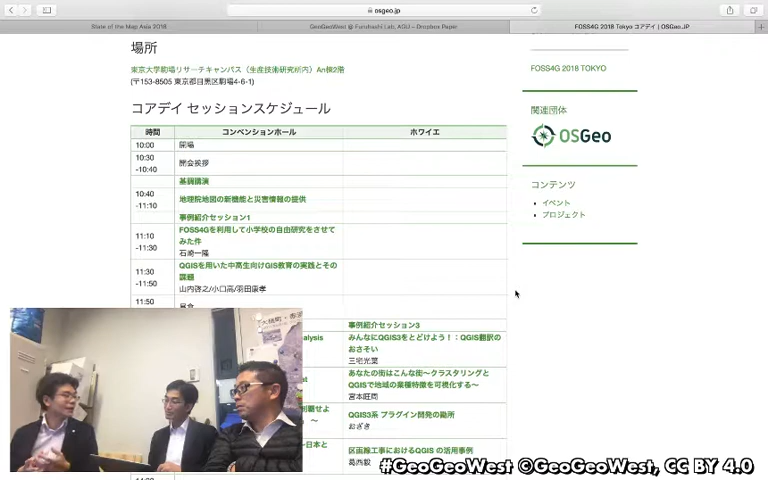 osgeo.jp
State of the Map Asia 2018
GeoGeoWest @ Furuhashi Lab, AGU – Dropbox Paper
FOSS4G 2018 Tokyo コアデイ | OSGeo.JP
場所
東京大学駒場リサーチキャンパス（生産技術研究所内）An棟2階
(〒153-8505 東京都目黒区駒場4-6-1)
コアデイ セッションスケジュール
時間 コンベンションホール ホワイエ
10:00 開場
10:30
-10:40
開会挨拶
基調講演
10:40
-11:10
地理院地図の新機能と災害情報の提供
事例紹介セッション1
11:10
-11:30
FOSS4Gを利用して小学校の自由研究をさせて
みた件
石崎一隆
11:30
-11:50
QGISを用いた中高生向けGIS教育の実践とその
課題
山内啓之/小口高/羽田康孝
11:50
昼食
事例紹介セッション3
alysis
みんなにQGIS3をとどけよう！：QGIS翻訳の
おさそい
三宅光葉
あなたの街はこんな街～クラスタリングと
QGISで地域の業種特徴を可視化する～
宮本旺岡
QGIS3系 プラグイン開発の勘所
おざき
～日本と
区画線工事におけるQGIS の活用事例
葛西毅
FOSS4G 2018 TOKYO
関連団体
OSGeo
コンテンツ
イベント
プロジェクト
#GeoGeoWest ©GeoGeoWest, CC BY 4.0